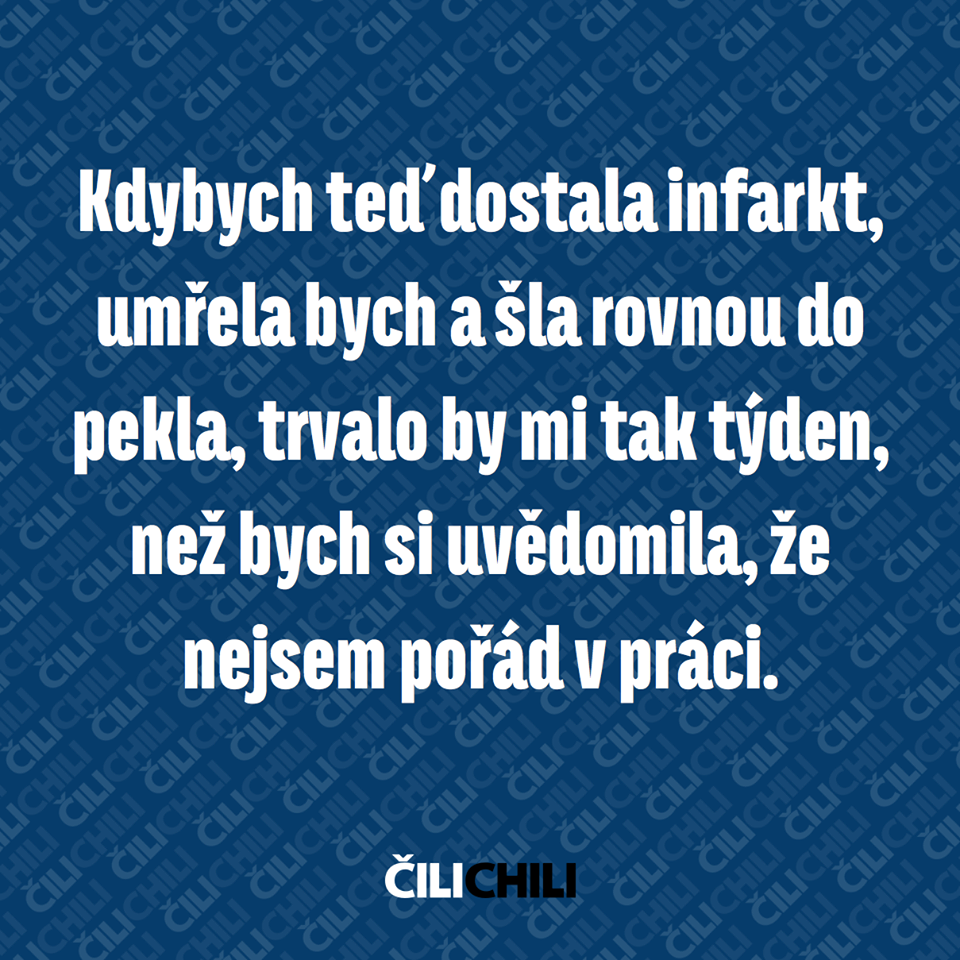 Kdybych teď dostala infarkt,
umřela bych a šla rovnou do
pekla, trvalo by mi tak týden,
než bych si uvědomila, že
nejsem pořád v práci.
ČILICHILI